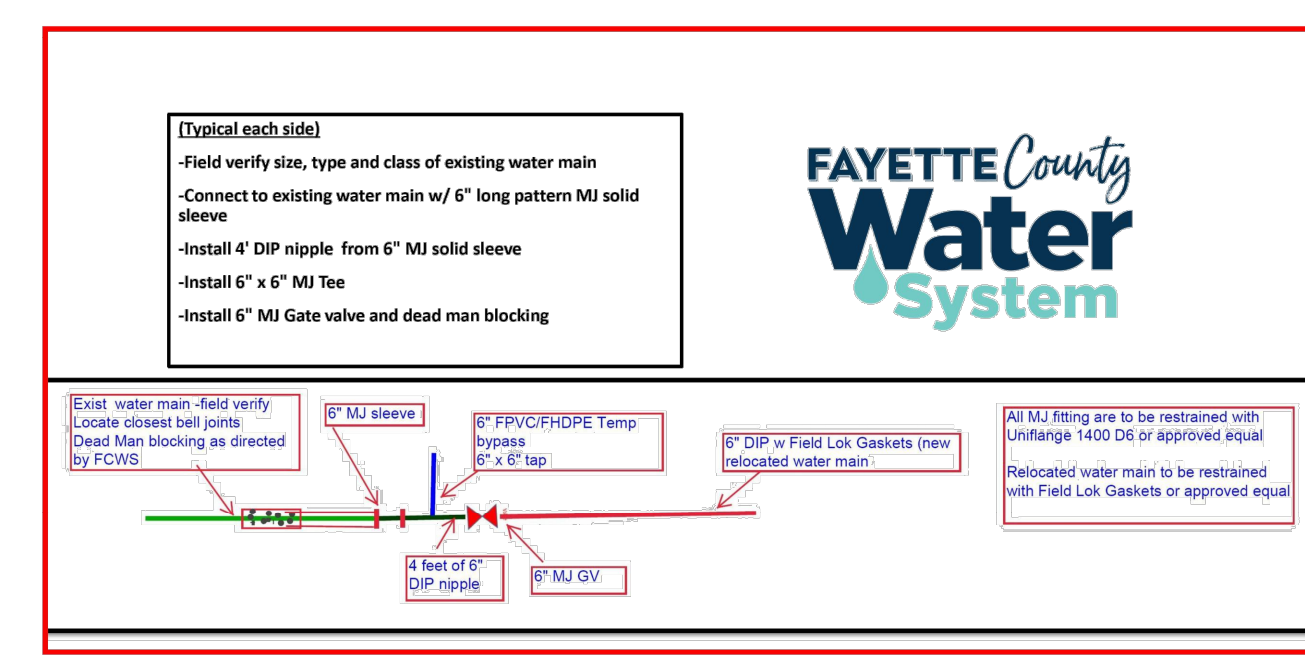 (Typical each side)
-Field verify size, type and class of existing water main
-Connect to existing water main w/ 6" long pattern MJ solid
sleeve
-Install 4' DIP nipple from 6" MJ solid sleeve
-Install 6" x 6" MJ Tee
-Install 6" MJ Gate valve and dead man blocking
FAYETTE County
Water
System
Exist water main -field verify
Locate closest bell joints
Dead Man blocking as directed
by FCWS
6" MJ sleeve
6" FPVC/FHDPE Temp
bypass
6" x 6" tap
6" DIP w Field Lok Gaskets (new
relocated water main
All MJ fitting are to be restrained with
Uniflange 1400 D6 or approved equal
Relocated water main to be restrained
with Field Lok Gaskets or approved equal
4 feet of 6"
DIP nipple
6" MJ GV